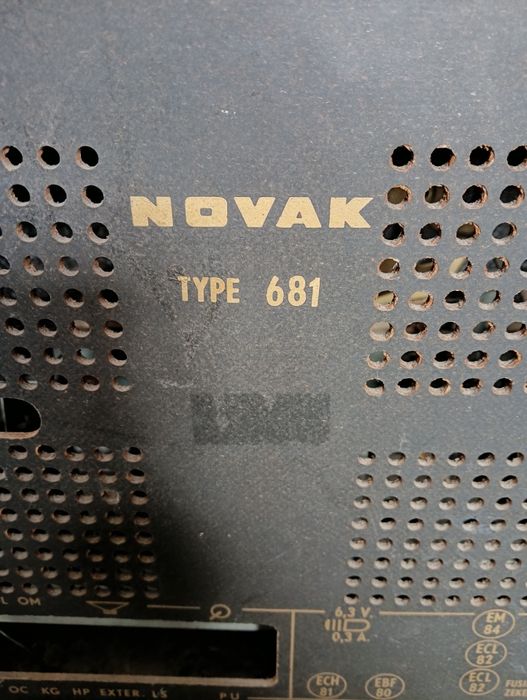 NOVAK
TYPE 681
L OM
6,3 V.
0,3 A.
EM
84
ECL
82
ECH
81
EBF
80
ECL
82
FUSE
OC KG HP EXTER. LS PU